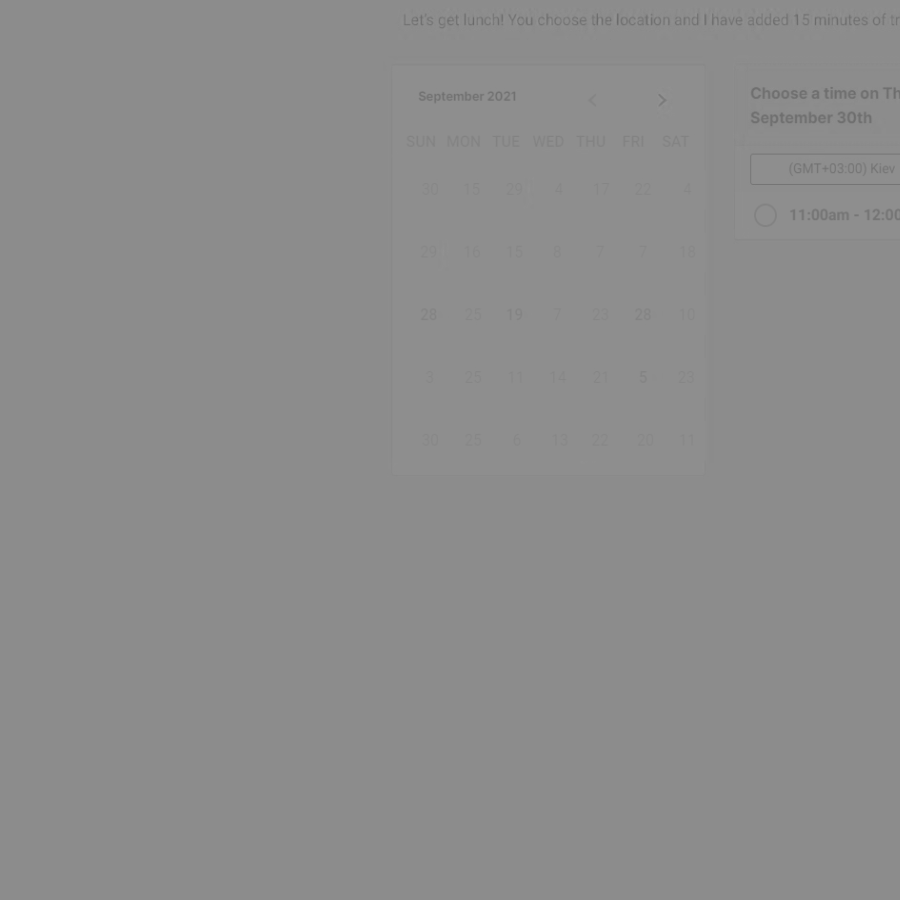 Let's get lunch! You choose the location and I have added 15 minutes of
September 2021
SUN MON TUE WED THU FRI SAT
30 15 29 4 17 22 4
29 16 15 6 7 7 18
28 25 19 7 23 28 10
3 25 11 14 21 5 23
30 25 6 13 22 20 11
Choose a time on Th
September 30th
(GMT+03:00) Kiev
11:00am - 12:00